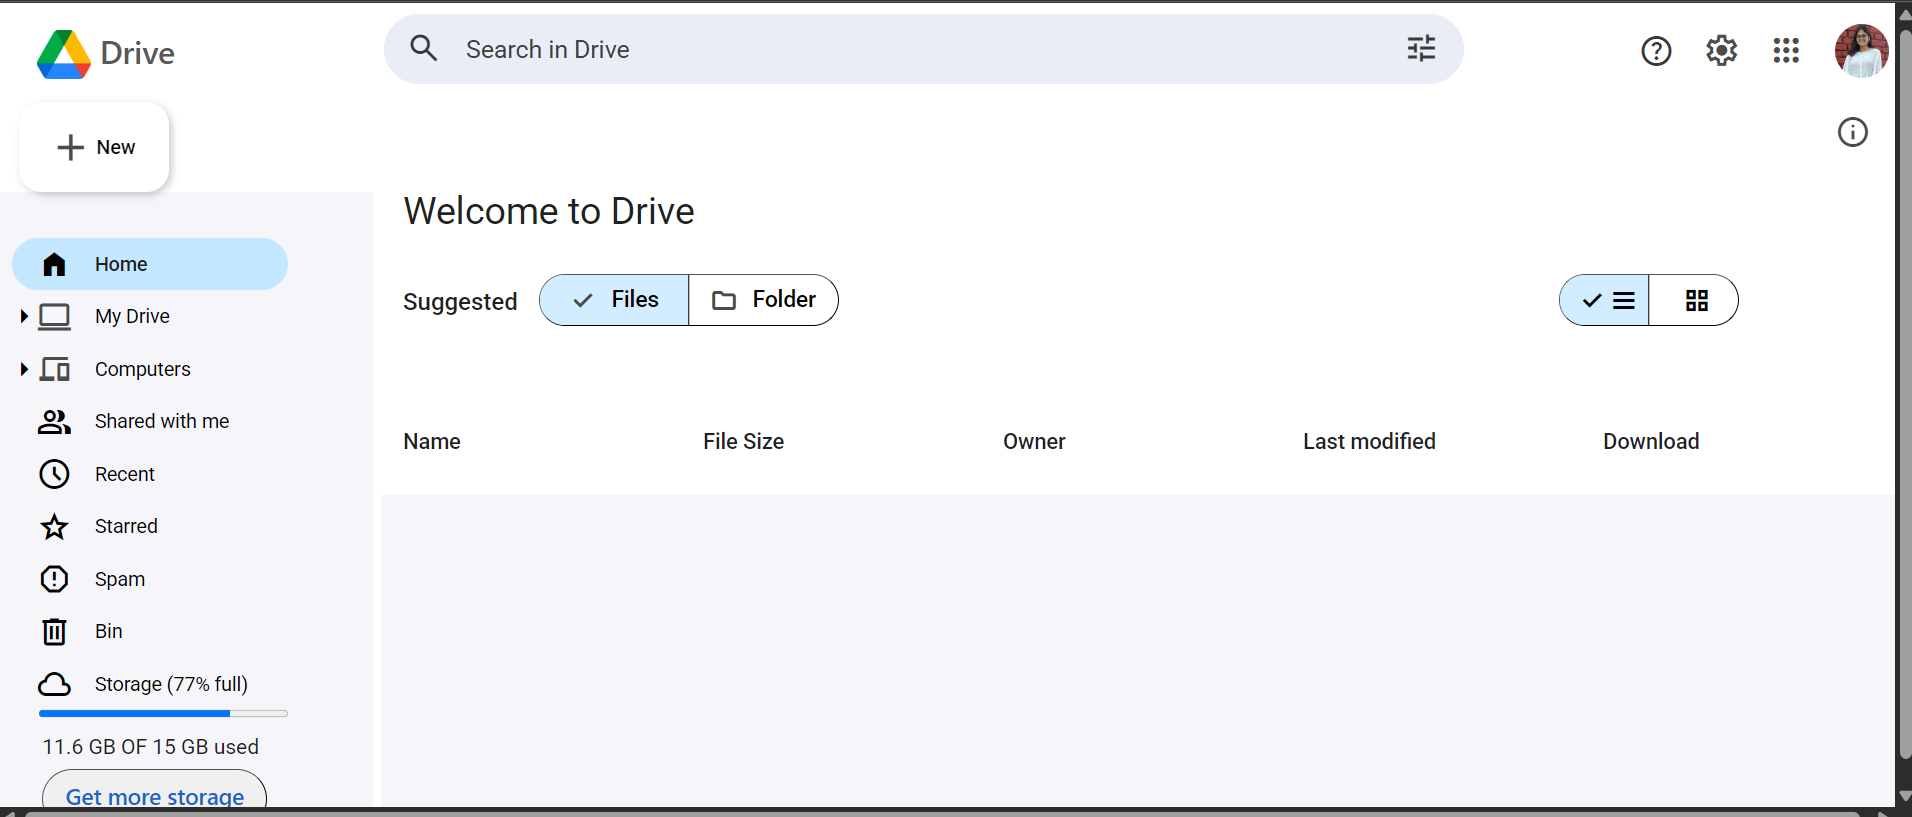 Drive
Search in Drive
New
Welcome to Drive
Home
Suggested
Files
Folder
My Drive
Computers
Shared with me
Name
File Size
Owner
Last modified
Download
Recent
Starred
Spam
Bin
Storage (77% full)
11.6 GB OF 15 GB used
Get more storage